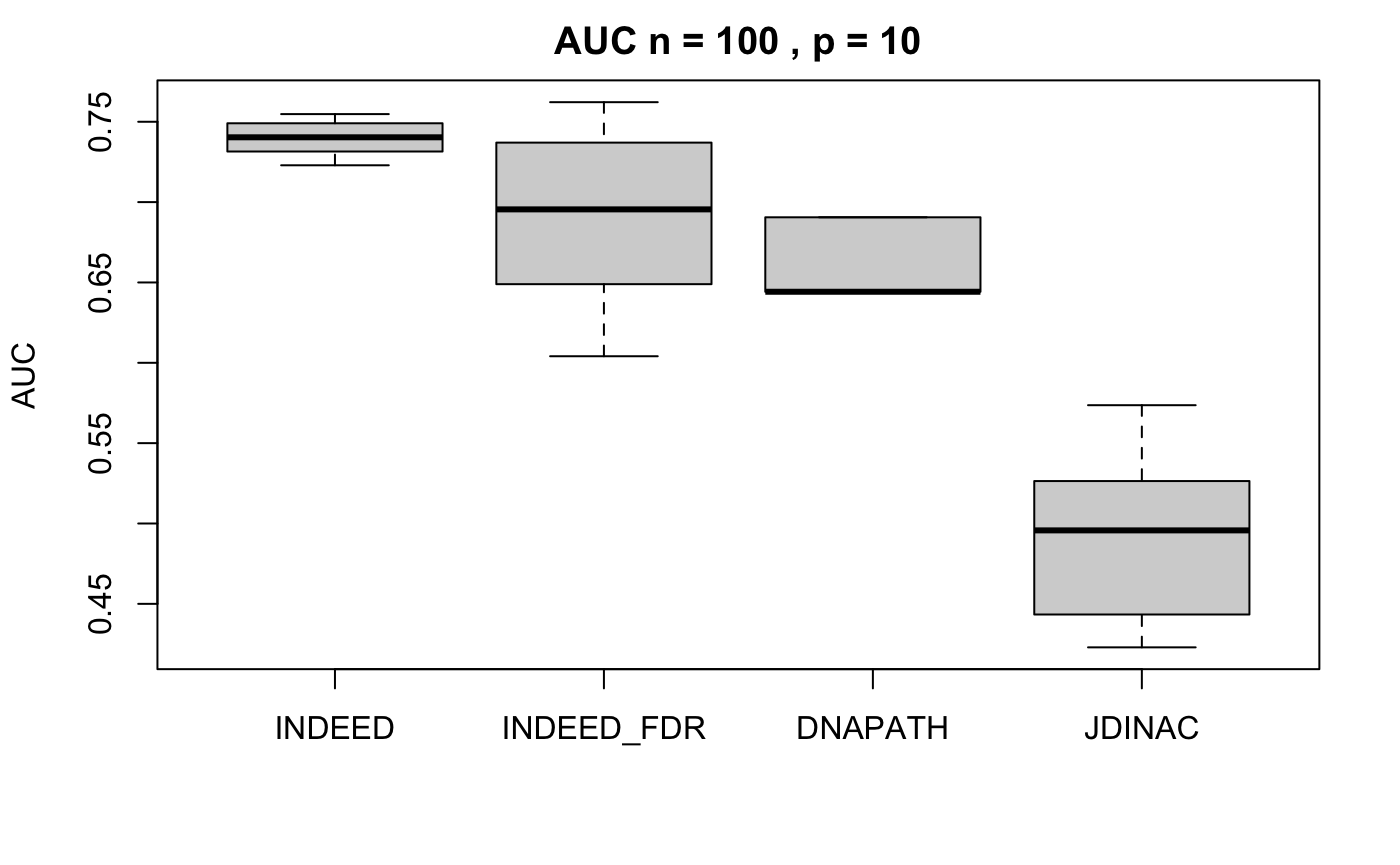 AUC n = 100 , p = 10
AUC
0.75
0.65
0.55
0.45
INDEED INDEED_FDR DNAPATH JDINAC